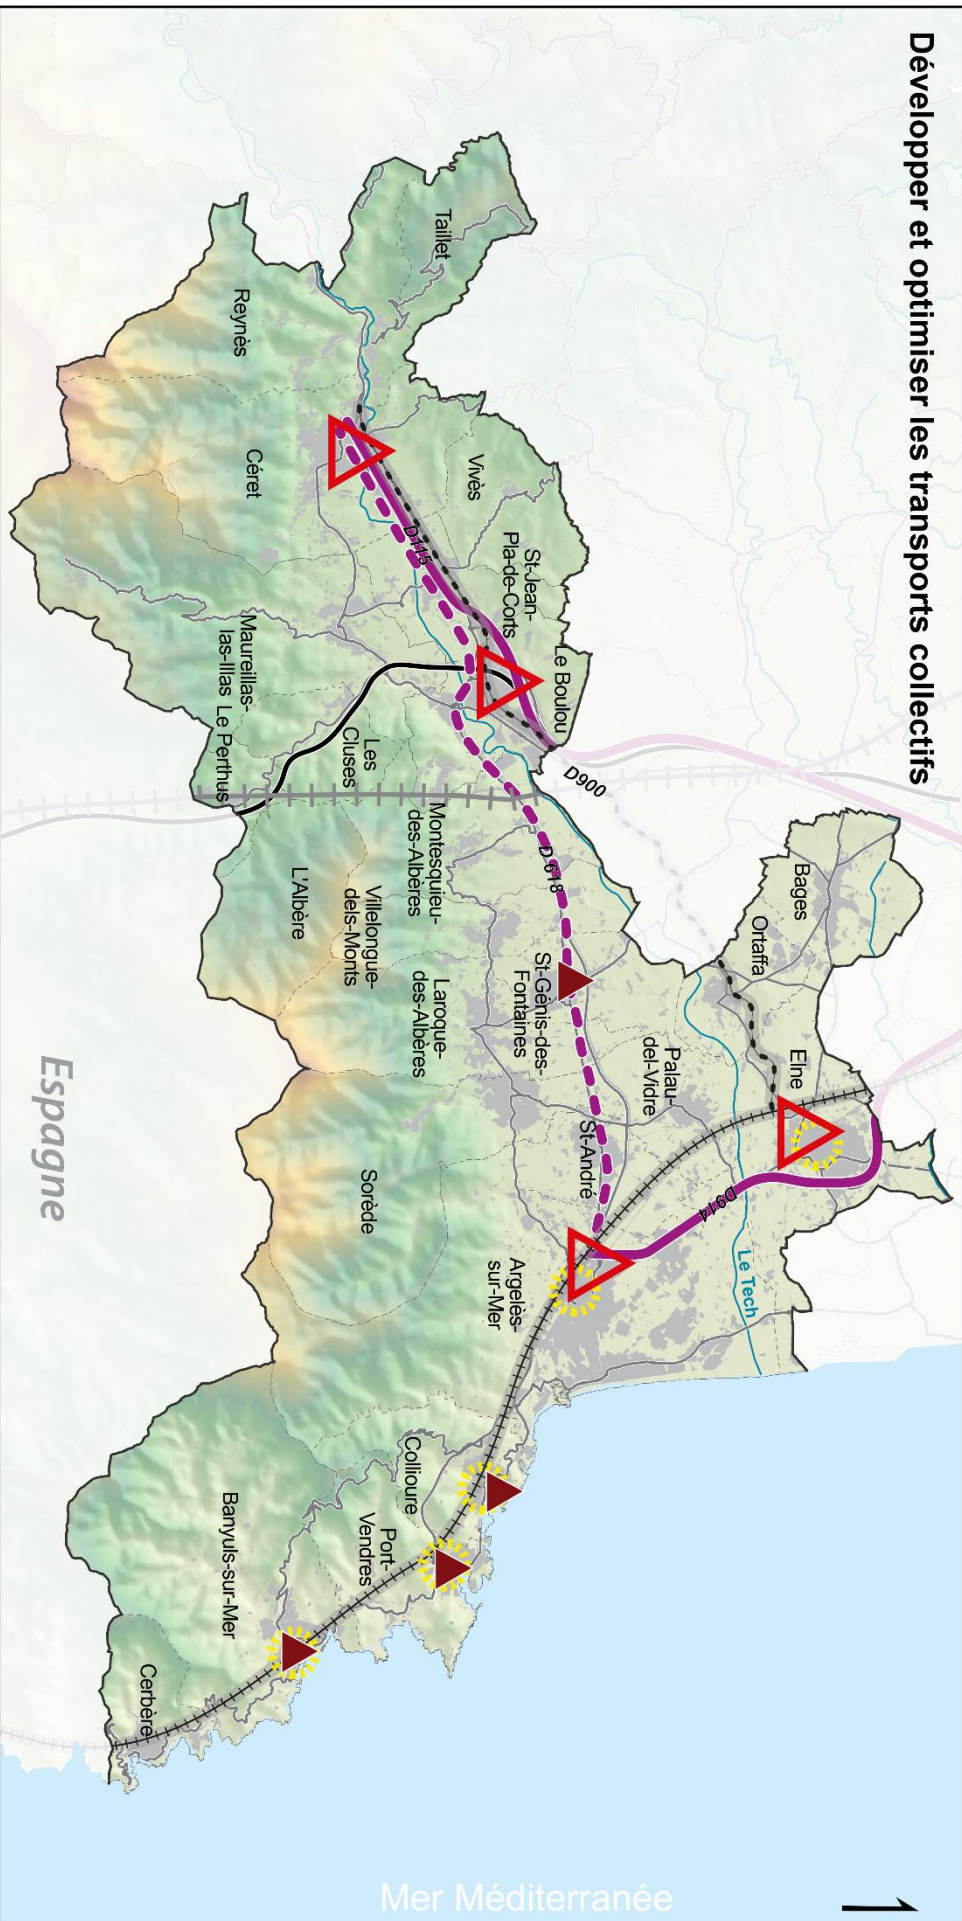 Développer et optimiser les transports collectifs
Taillet
Reynès
Céret
Vivès
St-Jean-
Pla-de-Corts
D115
Le Boulou
D900
Maureillas-
las-Illas
Le Perthus
Les
Cluses
L'Albère
Montesquieu-
des-Albères
Villelongue-
dels-Monts
D 618
St-Génis-des-
Fontaines
Laroque-
des-Albères
Bages
Ortaffa
Elne
Palau-
del-Vidre
St-André
D914
Le Tech
Sorède
Argelès-
sur-Mer
Collioure
Port-
Vendres
Banyuls-sur-Mer
Cerbère
Espagne
Mer Méditerranée